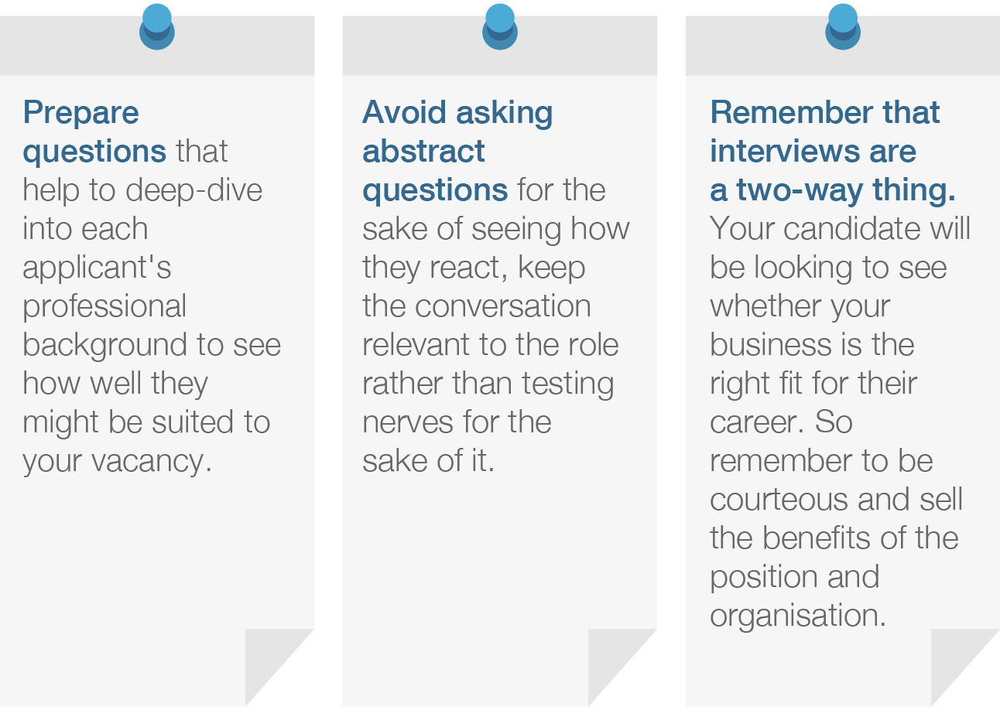 Prepare
questions that
help to deep-dive
into each
applicant's
professional
background to see
how well they
might be suited to
your vacancy.
Avoid asking
abstract
questions for the
sake of seeing how
they react, keep
the conversation
relevant to the role
rather than testing
nerves for the
sake of it.
Remember that
interviews are
a two-way thing.
Your candidate will
be looking to see
whether your
business is the
right fit for their
career. So
remember to be
courteous and sell
the benefits of the
position and
organisation.